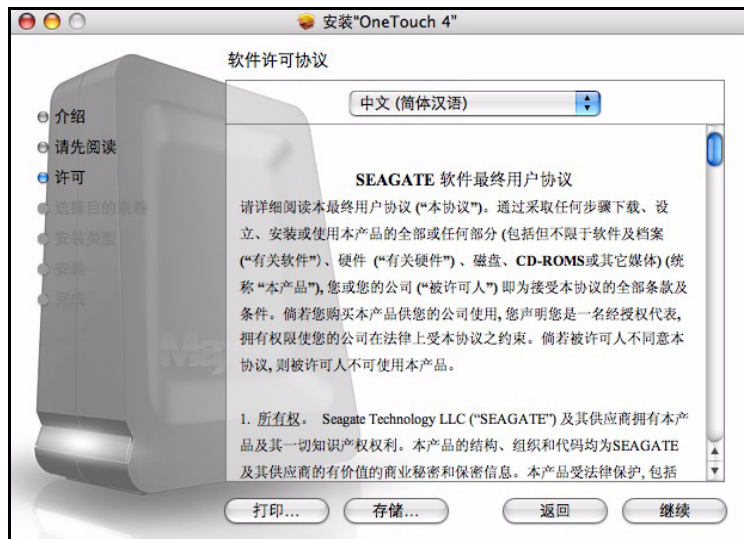 安装“OneTouch 4”
软件许可协议
介绍
请先阅读
许可
选择目的宗卷
安装类型
安装
完成
中文 (简体汉语)
SEAGATE 软件最终用户协议
请详细阅读本最终用户协议 (“本协议”)。通过采取任何步骤下载、设
立、安装或使用本产品的全部或任何部分 (包括但不限于软件及档案
(“有关软件”)、硬件 (“有关硬件”) 、磁盘、CD-ROMS或其它媒体) (统
称 “本产品”), 您或您的公司 (“被许可人”) 即为接受本协议的全部条款及
条件。倘若您购买本产品供您的公司使用, 您声明您是一名经授权代表,
拥有权限使您的公司在法律上受本协议之约束。倘若被许可人不同意本
协议, 则被许可人不可使用本产品。
1. 所有权。 Seagate Technology LLC (“SEAGATE”) 及其供应商拥有本产
品及其一切知识产权权利。本产品的结构、组织和代码均为SEAGATE
及其供应商的有价值的商业秘密和保密信息。本产品受法律保护, 包括
打印...
存储...
返回
继续